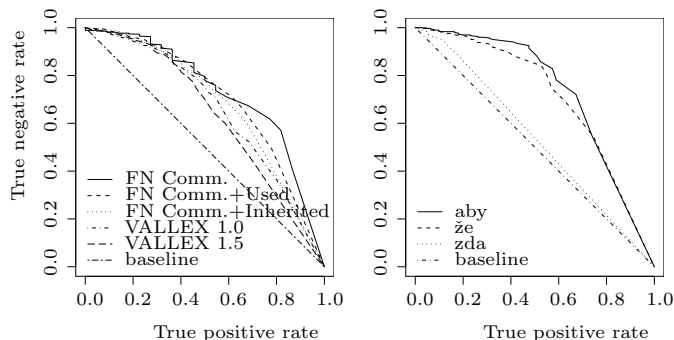 True negative rate
1.0
0.8
0.6
0.4
0.2
0.0
FN Comm.
FN Comm.+Used
FN Comm.+Inherited
VALLEX 1.0
VALLEX 1.5
baseline
0.0 0.2 0.4 0.6 0.8 1.0
True positive rate
1.0
0.8
0.6
0.4
0.2
0.0
aby
že
zda
baseline
0.0 0.2 0.4 0.6 0.8 1.0
True positive rate